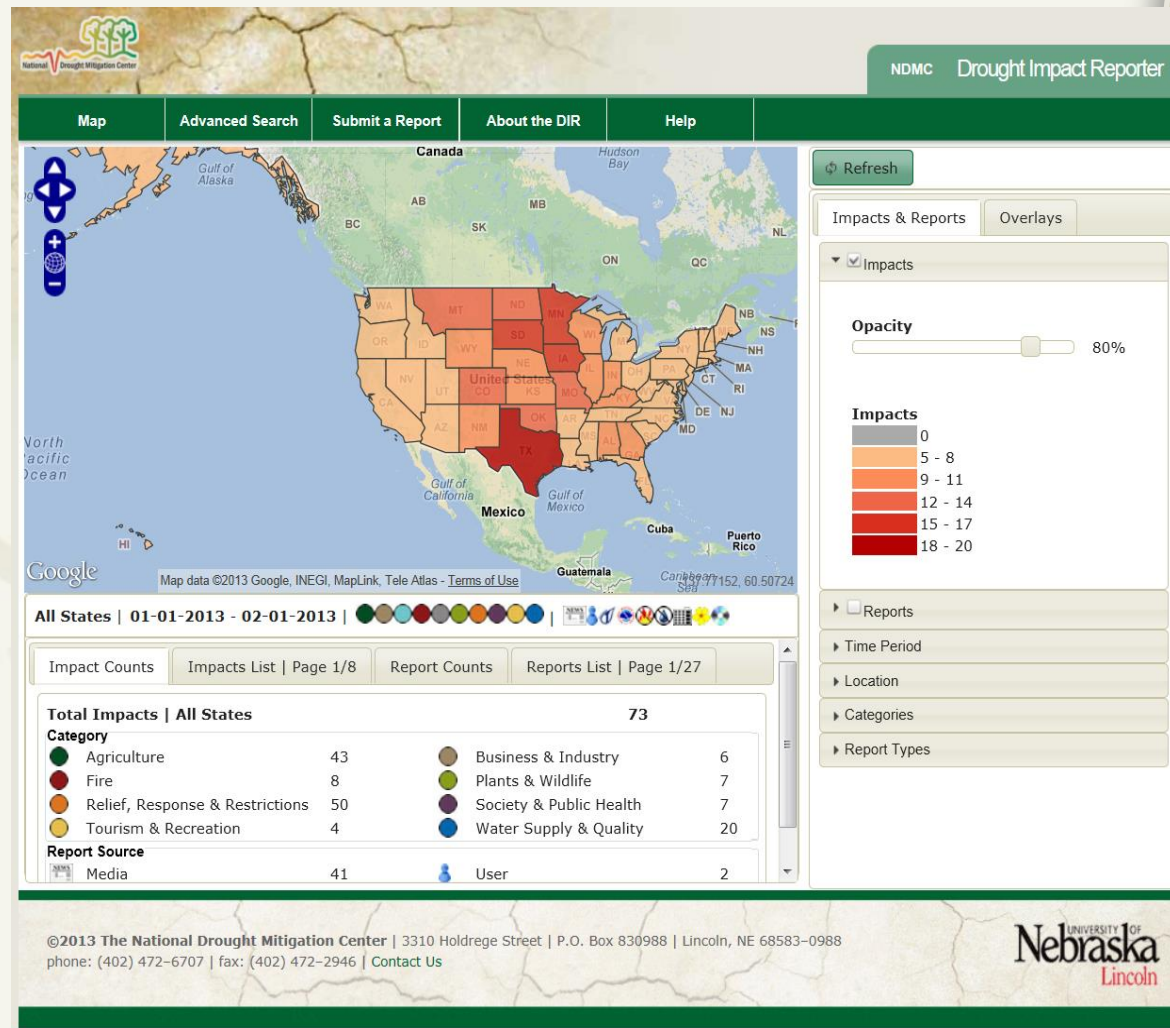 National Drought Mitigation Center
NDMC Drought Impact Reporter
Map Advanced Search Submit a Report About the DIR Help
Canada
Hudson Bay
Gulf of Alaska
AB
MB
BC
SK
NL
ON
QC
WA
MT
ND
MN
NB
NS
OR
ID
WY
SD
WI
MI
NY
ME
NH
MA
NE
IA
IL
IN
OH
PA
CT
RI
NV
UT
CO
United States
KS
MO
KY
WV
VA
DE
NJ
MD
CA
AZ
NM
OK
AR
TN
NC
SC
TX
MS
AL
GA
LA
FL
North Pacific Ocean
Gulf of California
Gulf of Mexico
Mexico
Cuba
Puerto Rico
HI
Guatemala
Caribbean Sea
Google
Map data ©2013 Google, INEGI, MapLink, Tele Atlas - Terms of Use
-137.77152, 60.50724
Refresh
Impacts & Reports Overlays
Impacts
Opacity
80%
Impacts
0
5 - 8
9 - 11
12 - 14
15 - 17
18 - 20
Reports
Time Period
Location
Categories
Report Types
All States | 01-01-2013 - 02-01-2013 | |
Impact Counts Impacts List | Page 1/8 Report Counts Reports List | Page 1/27
Total Impacts | All States 73
Category
Agriculture 43 Business & Industry 6
Fire 8 Plants & Wildlife 7
Relief, Response & Restrictions 50 Society & Public Health 7
Tourism & Recreation 4 Water Supply & Quality 20
Report Source
NEWS Media 41 User 2
©2013 The National Drought Mitigation Center | 3310 Holdrege Street | P.O. Box 830988 | Lincoln, NE 68583–0988
phone: (402) 472–6707 | fax: (402) 472–2946 | Contact Us
UNIVERSITY OF
Nebraska
Lincoln